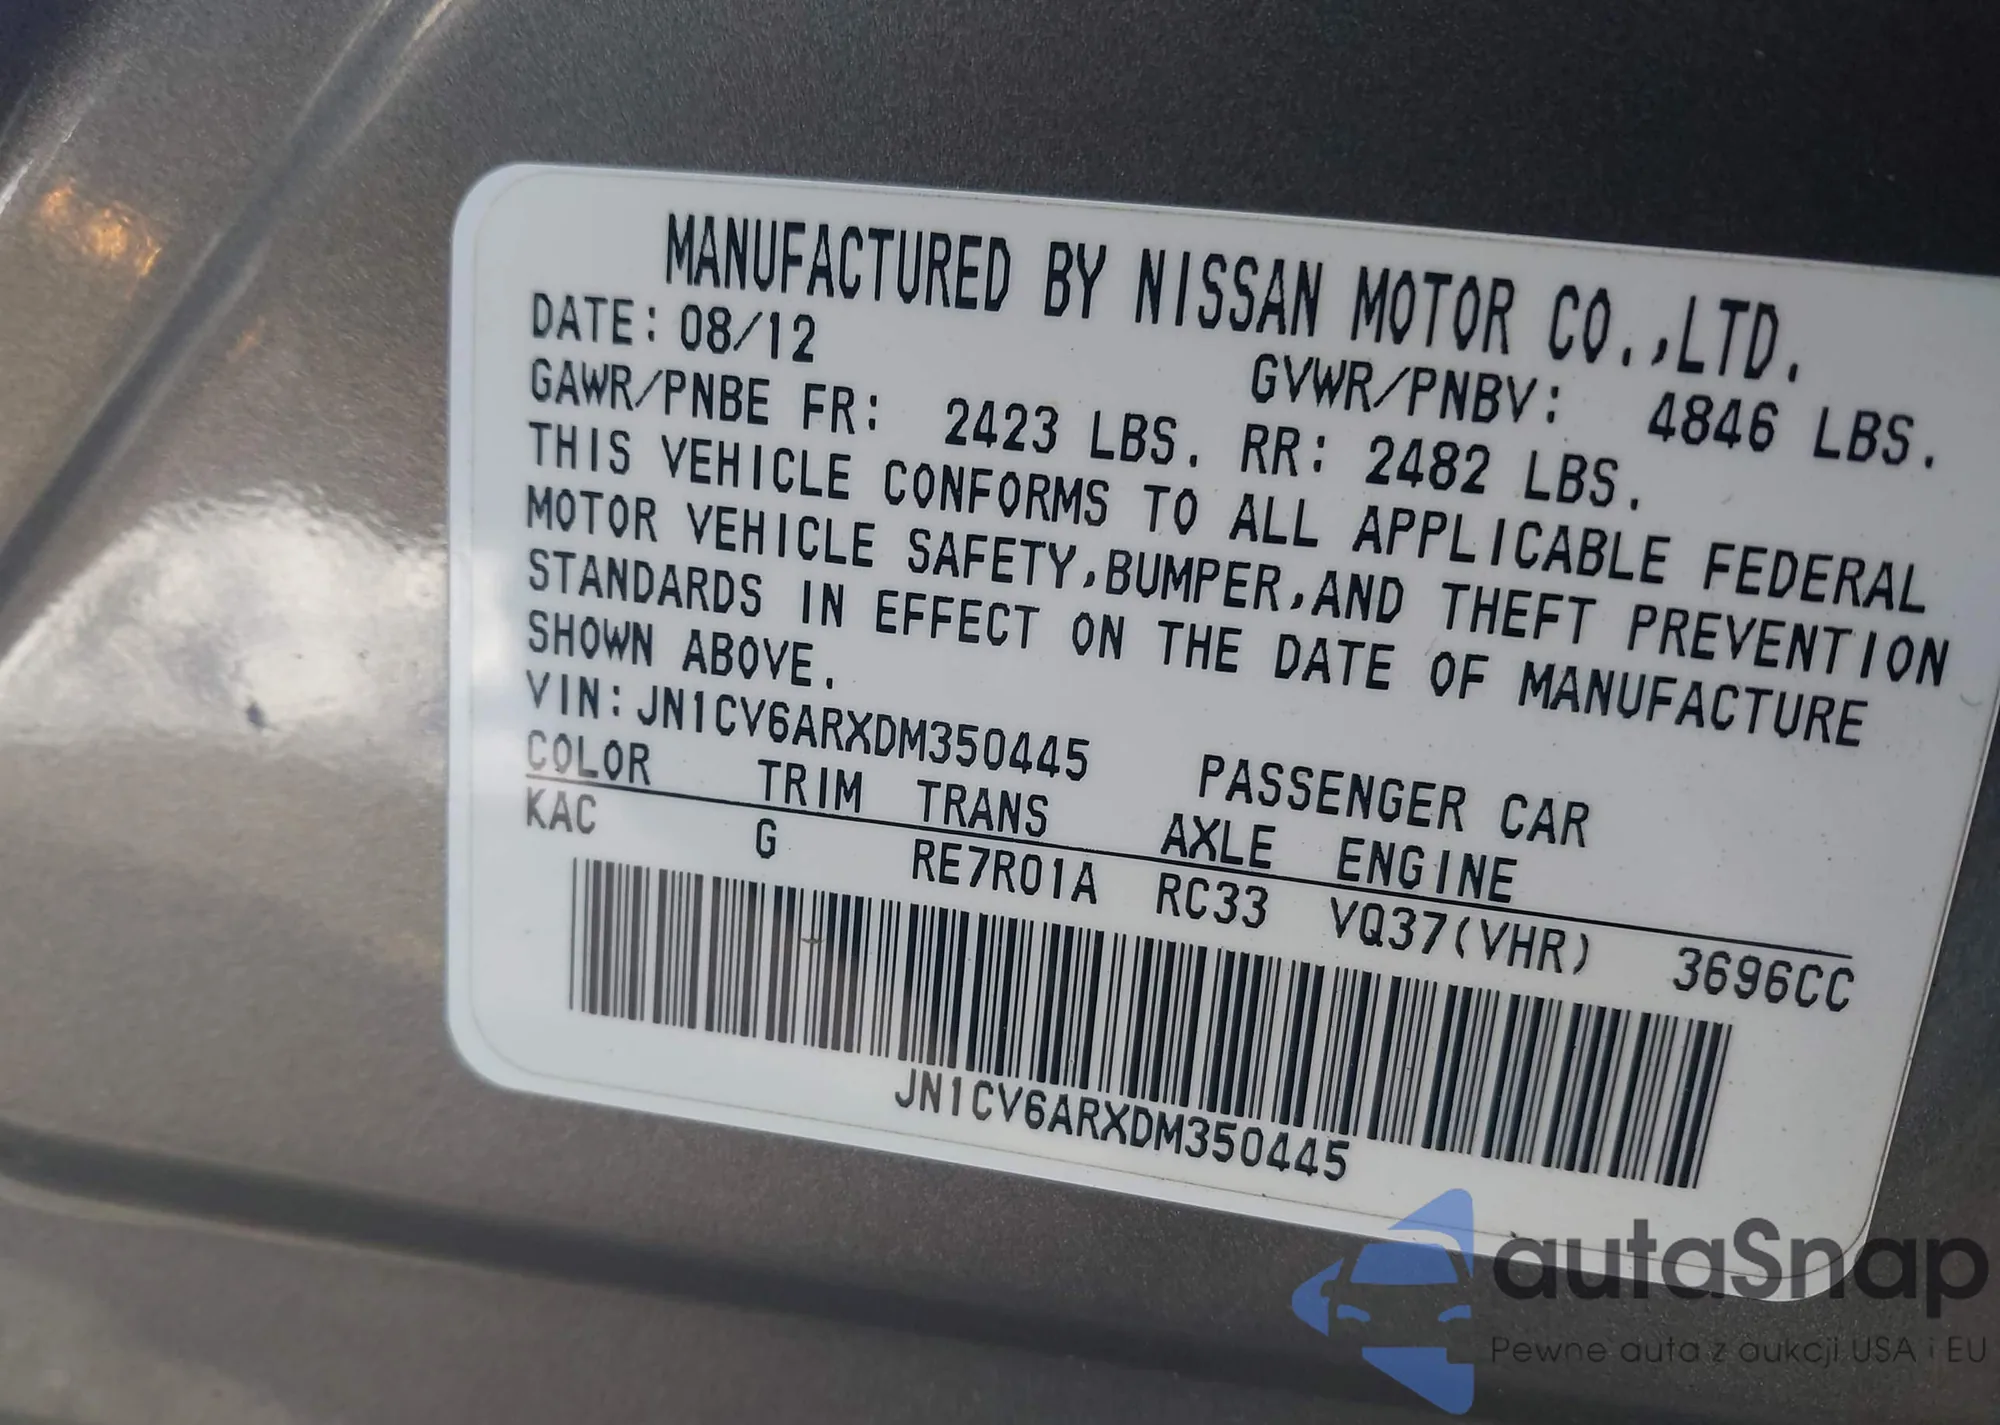 MANUFACTURED BY NISSAN MOTOR CO.,LTD.
DATE: 08/12 GVWR/PNBV: 4846 LBS.
GAWR/PNBE FR: 2423 LBS. RR: 2482 LBS.
THIS VEHICLE CONFORMS TO ALL APPLICABLE FEDERAL
MOTOR VEHICLE SAFETY,BUMPER,AND THEFT PREVENTION
STANDARDS IN EFFECT ON THE DATE OF MANUFACTURE
SHOWN ABOVE.
VIN:JN1CV6ARXDM350445 PASSENGER CAR
COLOR TRIM TRANS AXLE ENGINE
KAC G RE7R01A RC33 VQ37(VHR) 3696CC
JN1CV6ARXDM350445
autaSnap
Pewne auta z aukcji USA i EU